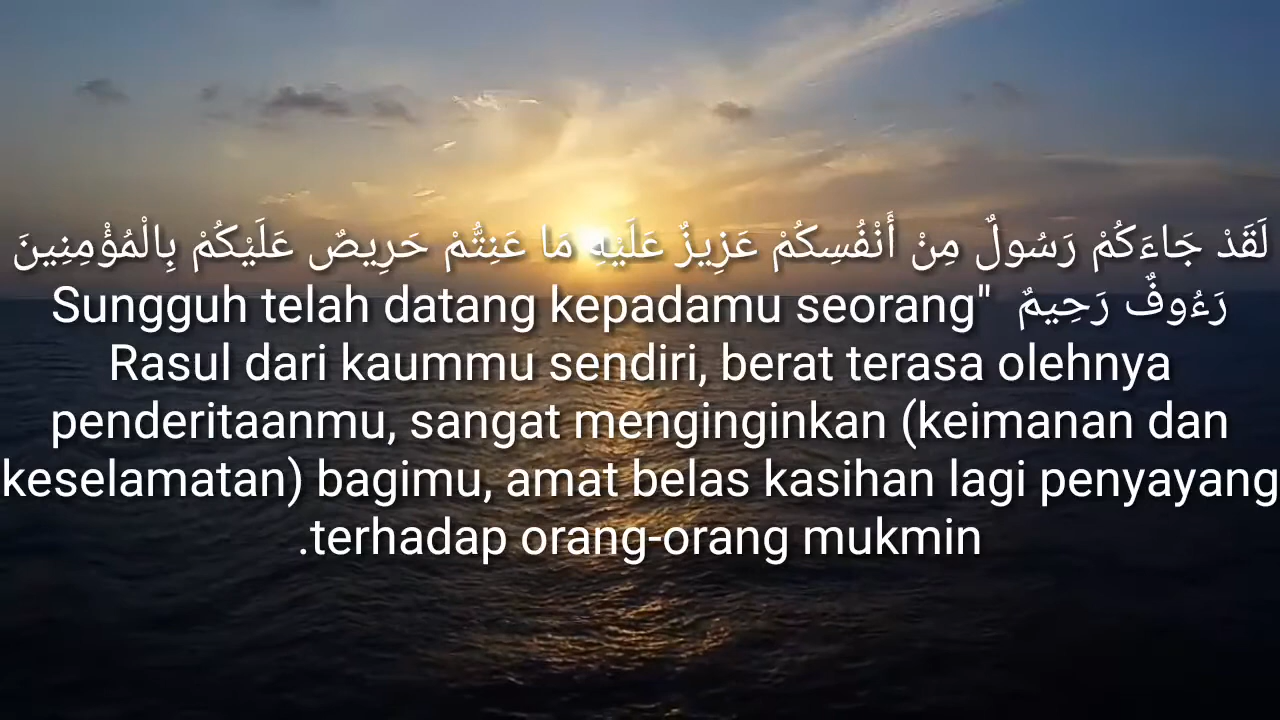 لَقَدْ جَاءَكُمْ رَسُولٌ مِنْ أَنْفُسِكُمْ عَزِيزٌ عَلَيْهِ مَا عَنِتُّمْ حَرِيصٌ عَلَيْكُمْ بِالْمُؤْمِنِينَ
رَءُوفٌ رَحِيمٌ "Sungguh telah datang kepadamu seorang
Rasul dari kaummu sendiri, berat terasa olehnya
penderitaanmu, sangat menginginkan (keimanan dan
keselamatan) bagimu, amat belas kasihan lagi penyayang
terhadap orang-orang mukmin.